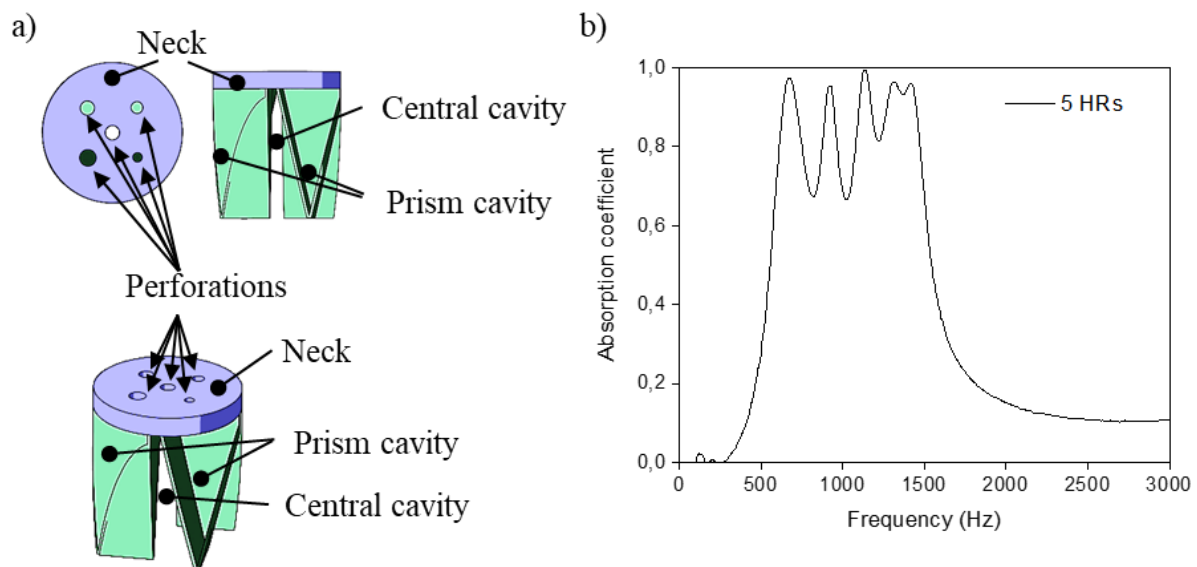 a)
Neck
Central cavity
Prism cavity
Perforations
Neck
Prism cavity
Central cavity
b)
1,0
0,8
0,6
0,4
0,2
0,0
5 HRs
Absorption coefficient
0
500
1000
1500
2000
2500
3000
Frequency (Hz)